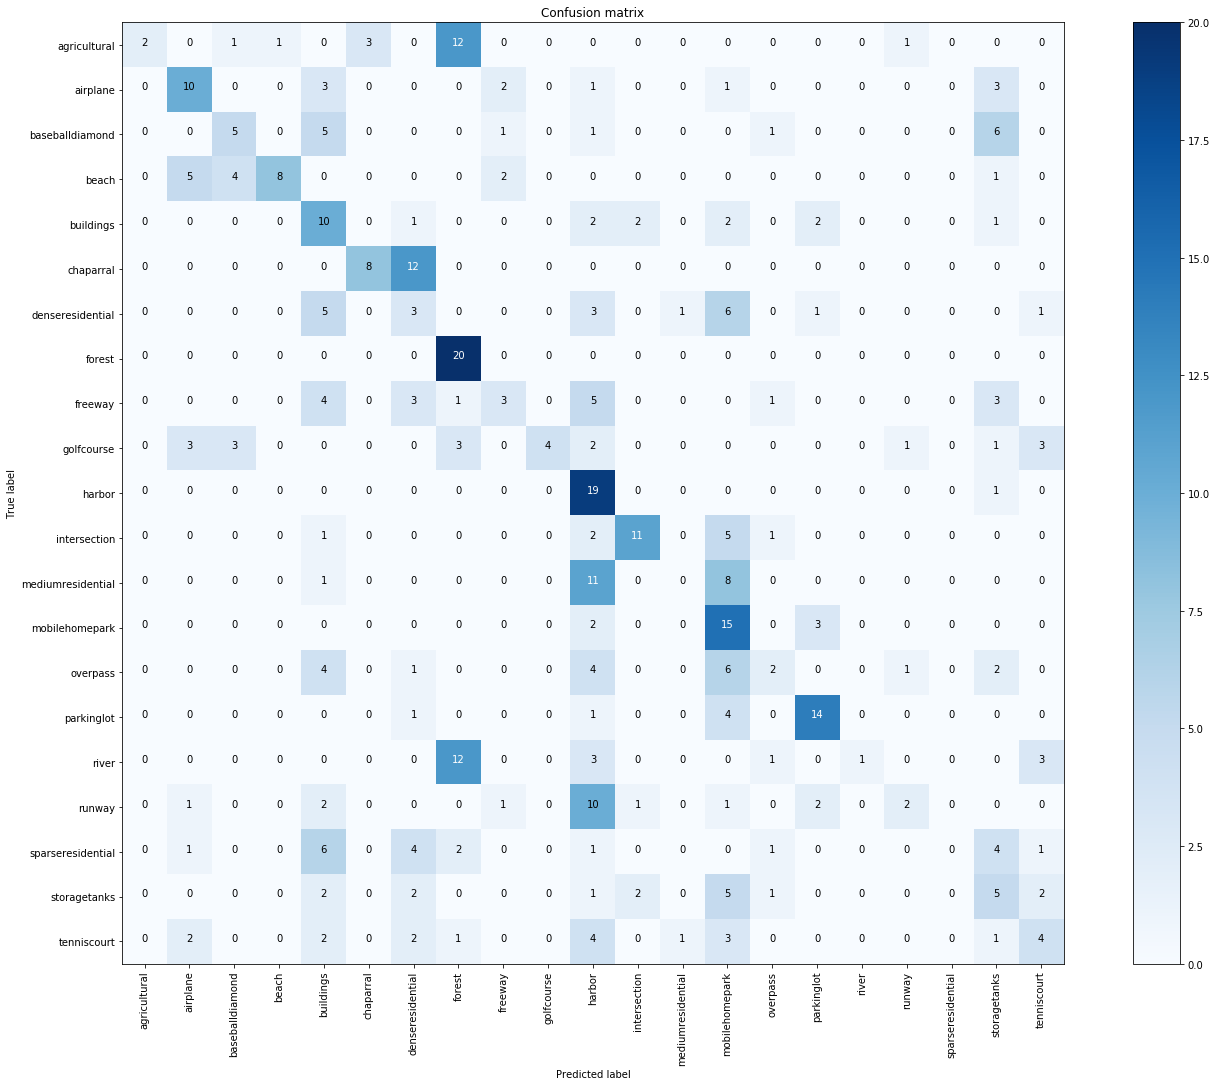 Confusion matrix
agricultural 2 0 1 1 0 3 0 12 0 0 0 0 0 0 0 0 0 1 0 0 0
airplane 0 10 0 0 3 0 0 0 2 0 1 0 0 1 0 0 0 0 0 3 0
baseballdiamond 0 0 5 0 5 0 0 0 1 0 1 0 0 0 1 0 0 0 0 6 0
beach 0 5 4 8 0 0 0 0 2 0 0 0 0 0 0 0 0 0 0 1 0
buildings 0 0 0 0 10 0 1 0 0 0 2 2 0 2 0 2 0 0 0 1 0
chaparral 0 0 0 0 0 8 12 0 0 0 0 0 0 0 0 0 0 0 0 0 0
denseresidential 0 0 0 0 5 0 3 0 0 0 3 0 1 6 0 1 0 0 0 0 1
forest 0 0 0 0 0 0 0 20 0 0 0 0 0 0 0 0 0 0 0 0 0
freeway 0 0 0 0 4 0 3 1 3 0 5 0 0 0 1 0 0 0 0 3 0
golfcourse 0 3 3 0 0 0 0 3 0 4 2 0 0 0 0 0 0 1 0 1 3
harbor 0 0 0 0 0 0 0 0 0 0 19 0 0 0 0 0 0 0 0 1 0
intersection 0 0 0 0 1 0 0 0 0 0 2 11 0 5 1 0 0 0 0 0 0
mediumresidential 0 0 0 0 1 0 0 0 0 0 11 0 0 8 0 0 0 0 0 0 0
mobilehomepark 0 0 0 0 0 0 0 0 0 0 2 0 0 15 0 3 0 0 0 0 0
overpass 0 0 0 0 4 0 1 0 0 0 4 0 0 6 2 0 0 1 0 2 0
parkinglot 0 0 0 0 0 0 1 0 0 0 1 0 0 4 0 14 0 0 0 0 0
river 0 0 0 0 0 0 0 12 0 0 3 0 0 0 1 0 1 0 0 0 3
runway 0 1 0 0 2 0 0 0 1 0 10 1 0 1 0 2 0 2 0 0 0
sparseresidential 0 1 0 0 6 0 4 2 0 0 1 0 0 0 1 0 0 0 0 4 1
storagetanks 0 0 0 0 2 0 2 0 0 0 1 2 0 5 1 0 0 0 0 5 2
tenniscourt 0 2 0 0 2 0 2 1 0 0 4 0 1 3 0 0 0 0 0 1 4
True label
agricultural
airplane
baseballdiamond
beach
buildings
chaparral
denseresidential
forest
freeway
golfcourse
harbor
intersection
mediumresidential
mobilehomepark
overpass
parkinglot
river
runway
sparseresidential
storagetanks
tenniscourt
Predicted label
20.0
17.5
15.0
12.5
10.0
7.5
5.0
2.5
0.0